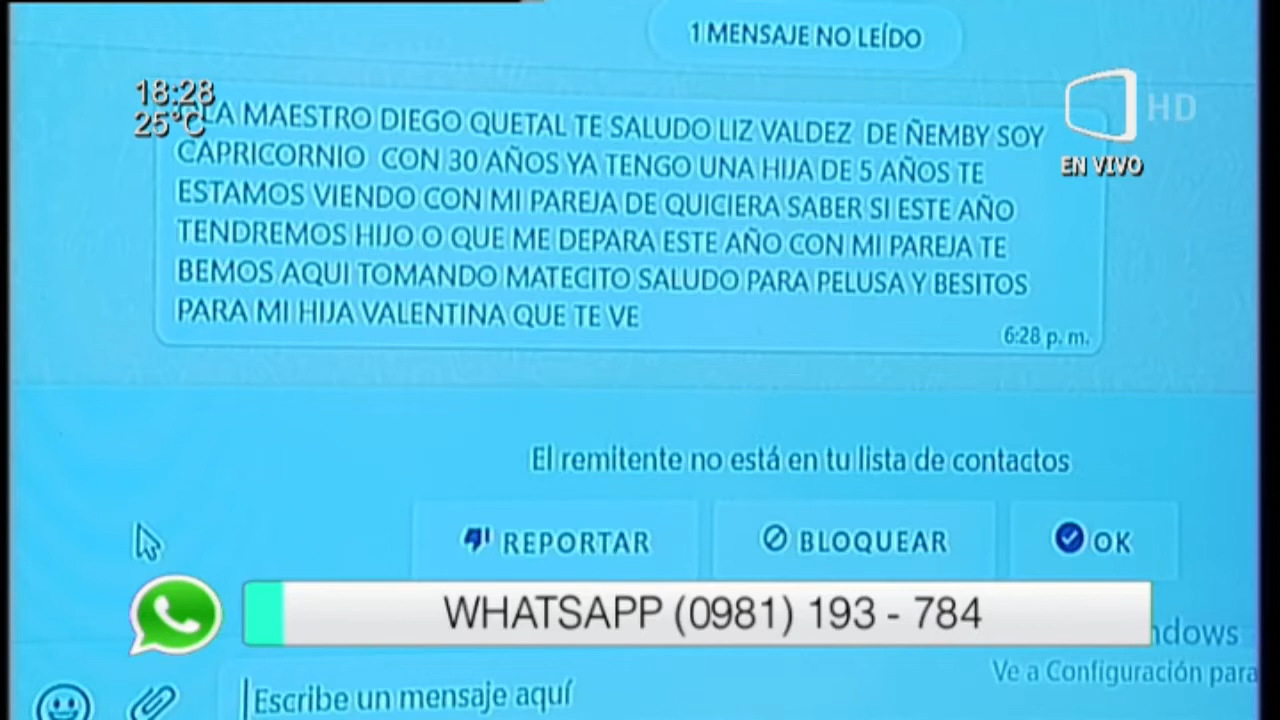 1 MENSAJE NO LEÍDO
18:28
25°C
HD
EN VIVO
LA MAESTRO DIEGO QUETAL TE SALUDO LIZ VALDEZ DE ÑEMBY SOY
CAPRICORNIO CON 30 AÑOS YA TENGO UNA HIJA DE 5 AÑOS TE
ESTAMOS VIENDO CON MI PAREJA DE QUICIERA SABER SI ESTE AÑO
TENDREMOS HIJO O QUE ME DEPARA ESTE AÑO CON MI PAREJA TE
BEMOS AQUI TOMANDO MATECITO SALUDO PARA PELUSA Y BESITOS
PARA MI HIJA VALENTINA QUE TE VE
6:28 p. m.
El remitente no está en tu lista de contactos
REPORTAR BLOQUEAR OK
WHATSAPP (0981) 193 - 784
ndows
Ve a Configuración para
Escribe un mensaje aquí